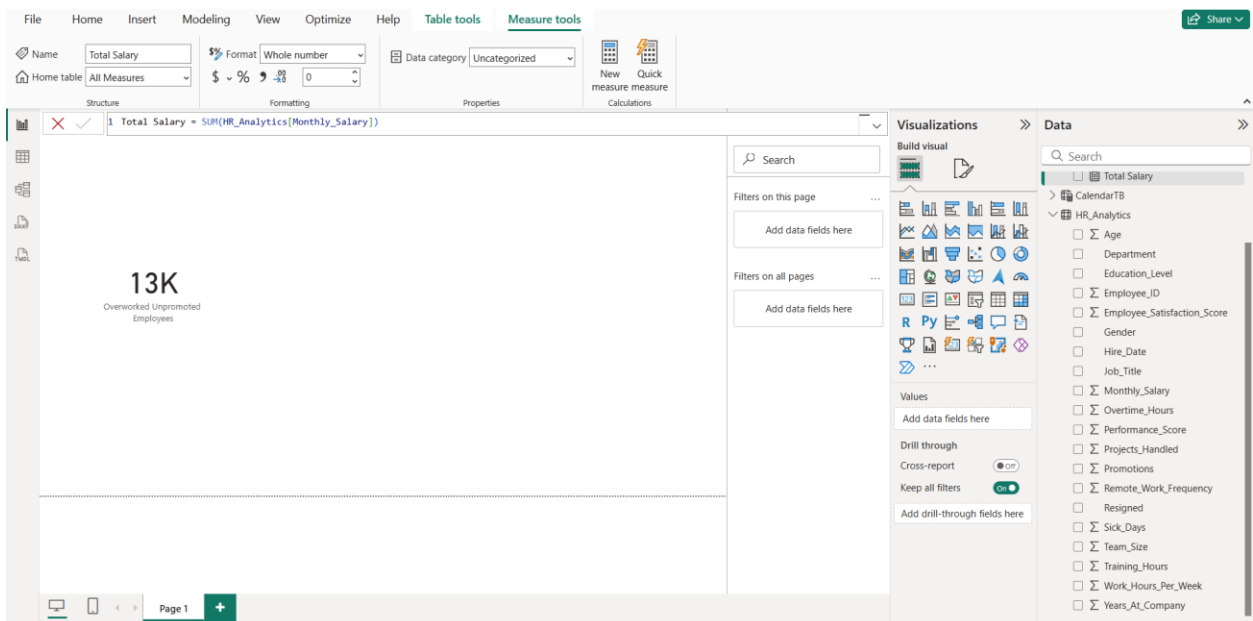 File Home Insert Modeling View Optimize Help Table tools Measure tools
Share
Name Total Salary
Home table All Measures
Structure
$% Format Whole number
$ % 9 .00 0
Formatting
Data category Uncategorized
Properties
New measure
Quick measure
Calculations
1 Total Salary = SUM(HR_Analytics[Monthly_Salary])
13K
Overworked Unpromoted
Employees
Search
Filters on this page ...
Add data fields here
Filters on all pages ...
Add data fields here
Visualizations
Build visual
123
R Py
...
Values
Add data fields here
Drill through
Cross-report Off
Keep all filters On
Add drill-through fields here
Data
Search
Total Salary
CalendarTB
HR_Analytics
Age
Department
Education_Level
Employee_ID
Employee_Satisfaction_Score
Gender
Hire_Date
Job_Title
Monthly_Salary
Overtime_Hours
Performance_Score
Projects_Handled
Promotions
Remote_Work_Frequency
Resigned
Sick_Days
Team_Size
Training_Hours
Work_Hours_Per_Week
Years_At_Company
DAX
TMDL
Page 1 +